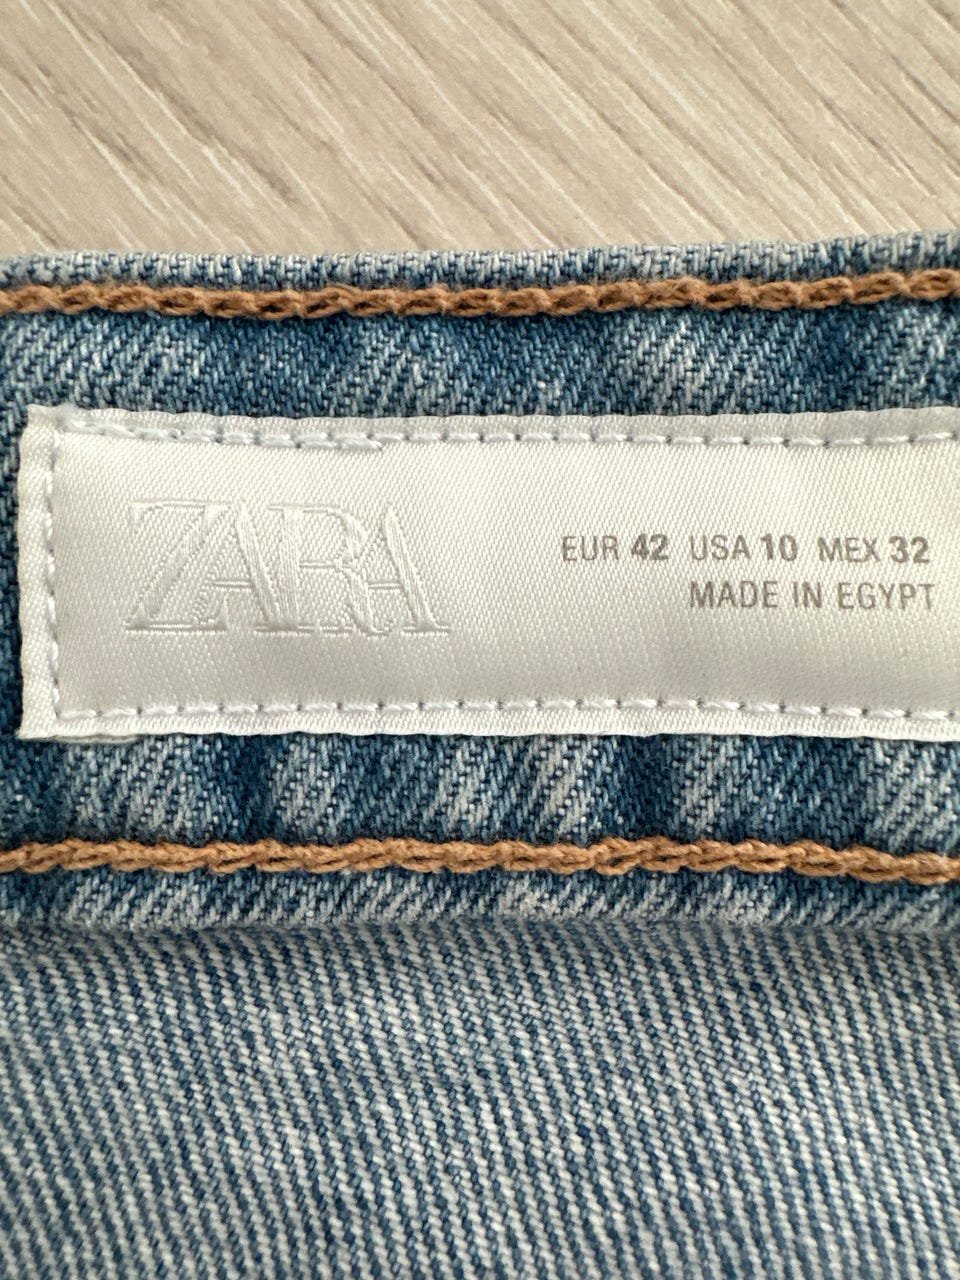 ZARA
EUR 42 USA 10 MEX 32
MADE IN EGYPT